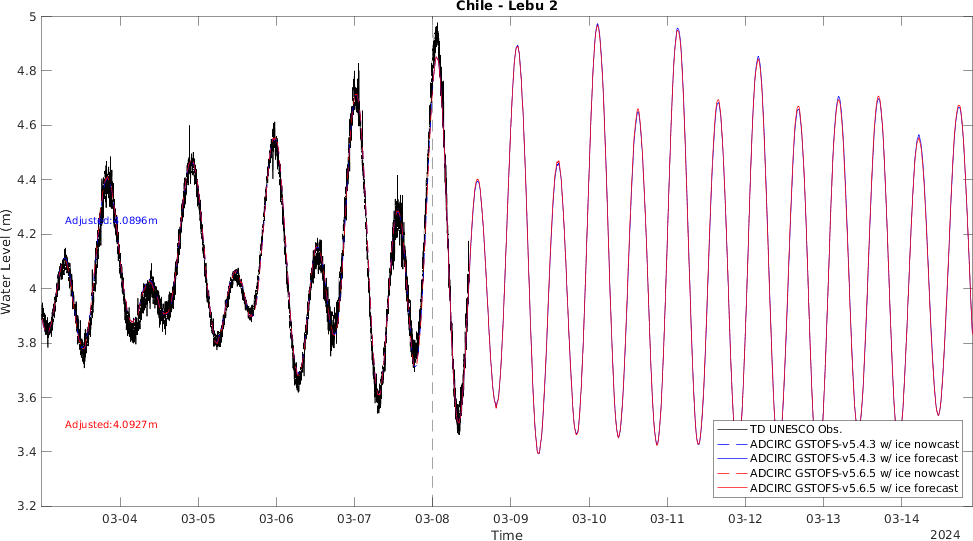 Chile - Lebu 2
5
4.8
4.6
4.4
4.2
4
3.8
3.6
3.4
3.2
Water Level (m)
Adjusted:4.0896m
Adjusted:4.0927m
TD UNESCO Obs.
ADCIRC GSTOFS-v5.4.3 w/ ice nowcast
ADCIRC GSTOFS-v5.4.3 w/ ice forecast
ADCIRC GSTOFS-v5.6.5 w/ ice nowcast
ADCIRC GSTOFS-v5.6.5 w/ ice forecast
03-04 03-05 03-06 03-07 03-08 03-09 03-10 03-11 03-12 03-13 03-14
Time
2024